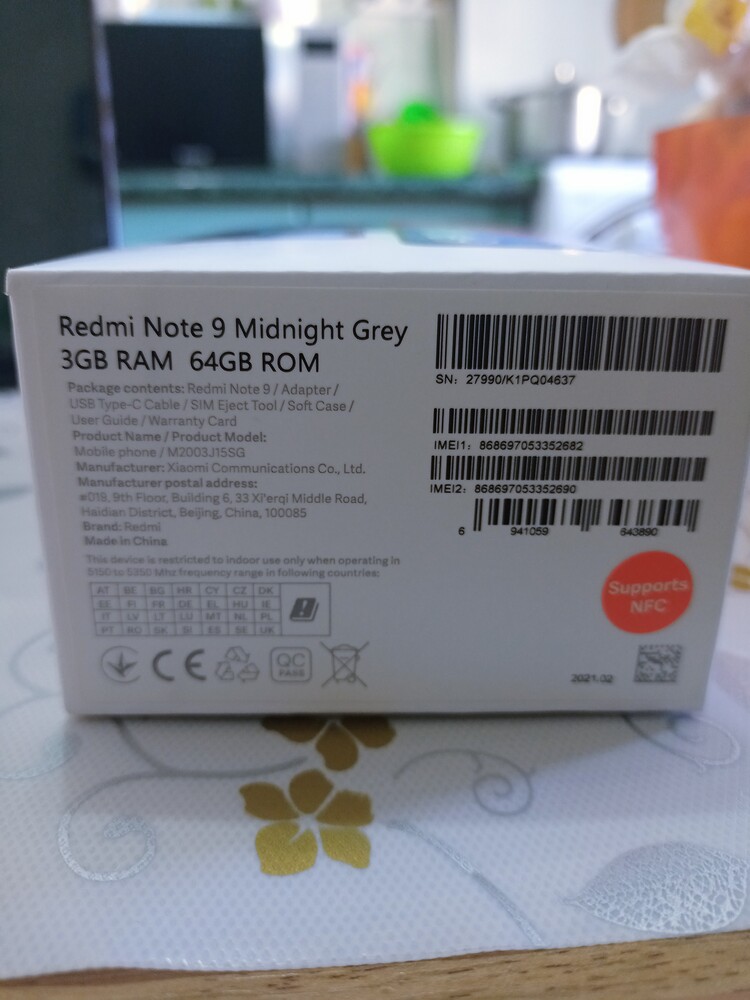 Redmi Note 9 Midnight Grey
3GB RAM 64GB ROM
Package contents: Redmi Note 9 / Adapter /
USB Type-C Cable / SIM Eject Tool / Soft Case /
User Guide / Warranty Card
Product Name / Product Model:
Mobile phone / M2003J15SG
Manufacturer: Xiaomi Communications Co., Ltd.
Manufacturer postal address:
#018, 9th Floor, Building 6, 33 Xi'erqi Middle Road,
Haidian District, Beijing, China, 100085
Brand: Redmi
Made in China
This device is restricted to indoor use only when operating in
5150 to 5350 Mhz frequency range in following countries:
AT BE BG HR CY CZ DK
EE FI FR DE EL HU IE
IT LV LT LU MT NL PL
PT RO SK SI ES SE UK
CE
QC
PASS
SN: 27990/K1PQ04637
IMEI1: 868697053352682
IMEI2: 868697053352690
6 941059 643890
Supports
NFC
2021.02